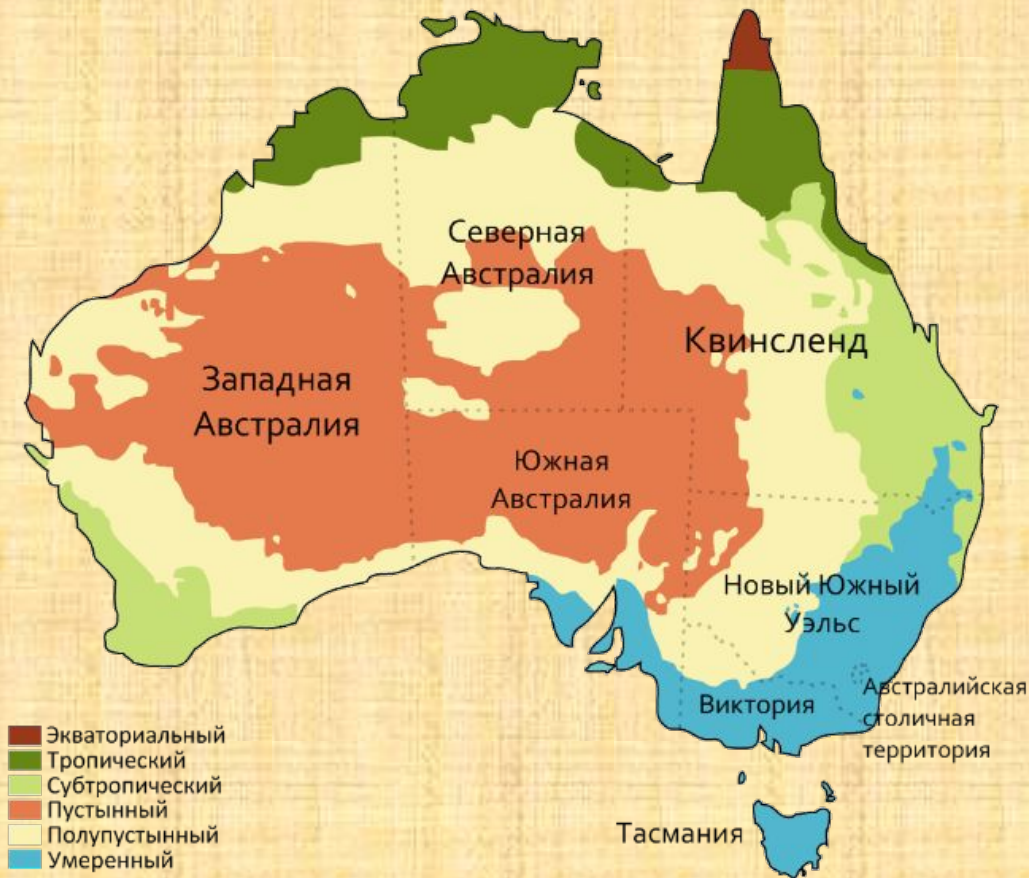 Северная
Австралия
Квинсленд
Западная
Австралия
Южная
Австралия
Новый Южный
Уэльс
Австралийская
столичная
территория
Виктория
Тасмания
Экваториальный
Тропический
Субтропический
Пустынный
Полупустынный
Умеренный